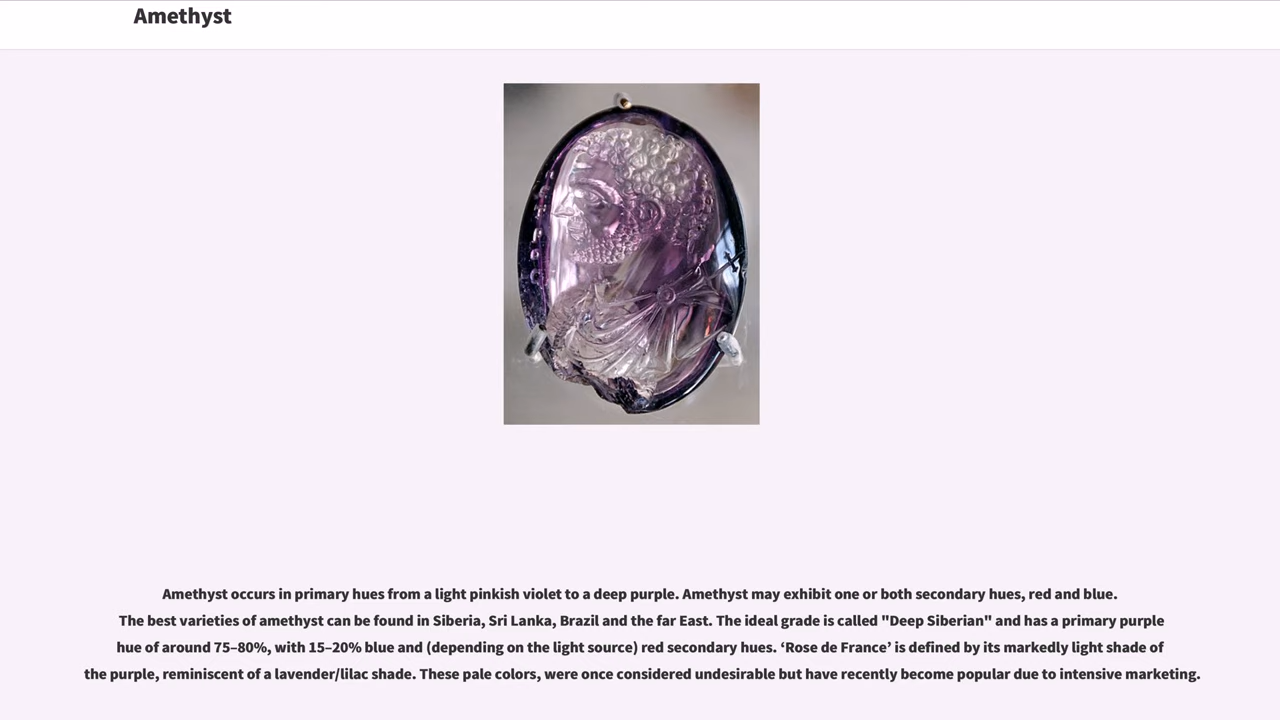 Amethyst
Amethyst occurs in primary hues from a light pinkish violet to a deep purple. Amethyst may exhibit one or both secondary hues, red and blue.
The best varieties of amethyst can be found in Siberia, Sri Lanka, Brazil and the far East. The ideal grade is called "Deep Siberian" and has a primary purple
hue of around 75–80%, with 15–20% blue and (depending on the light source) red secondary hues. ‘Rose de France’ is defined by its markedly light shade of
the purple, reminiscent of a lavender/lilac shade. These pale colors, were once considered undesirable but have recently become popular due to intensive marketing.